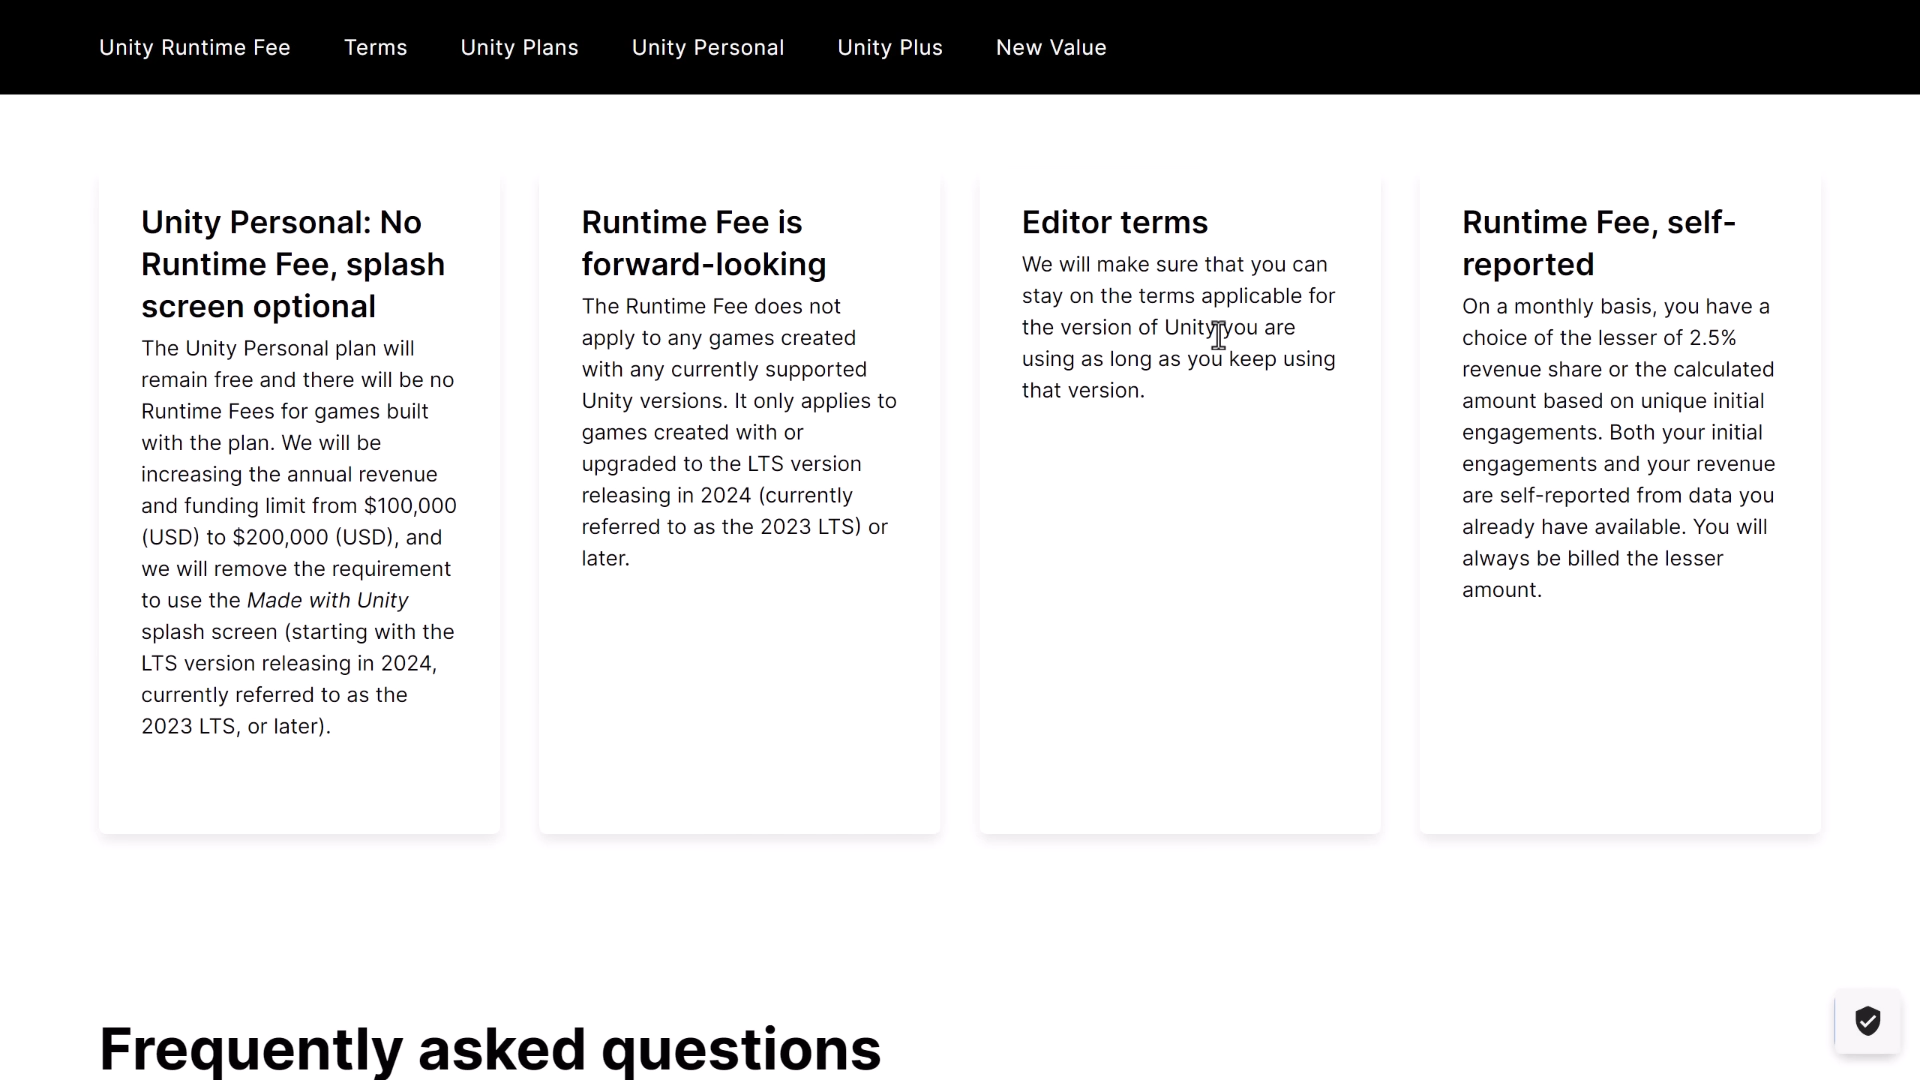 Unity Runtime Fee Terms Unity Plans Unity Personal Unity Plus New Value
Unity Personal: No
Runtime Fee, splash
screen optional
The Unity Personal plan will
remain free and there will be no
Runtime Fees for games built
with the plan. We will be
increasing the annual revenue
and funding limit from $100,000
(USD) to $200,000 (USD), and
we will remove the requirement
to use the Made with Unity
splash screen (starting with the
LTS version releasing in 2024,
currently referred to as the
2023 LTS, or later).
Runtime Fee is
forward-looking
The Runtime Fee does not
apply to any games created
with any currently supported
Unity versions. It only applies to
games created with or
upgraded to the LTS version
releasing in 2024 (currently
referred to as the 2023 LTS) or
later.
Editor terms
We will make sure that you can
stay on the terms applicable for
the version of Unity you are
using as long as you keep using
that version.
Runtime Fee, self-
reported
On a monthly basis, you have a
choice of the lesser of 2.5%
revenue share or the calculated
amount based on unique initial
engagements. Both your initial
engagements and your revenue
are self-reported from data you
already have available. You will
always be billed the lesser
amount.
Frequently asked questions